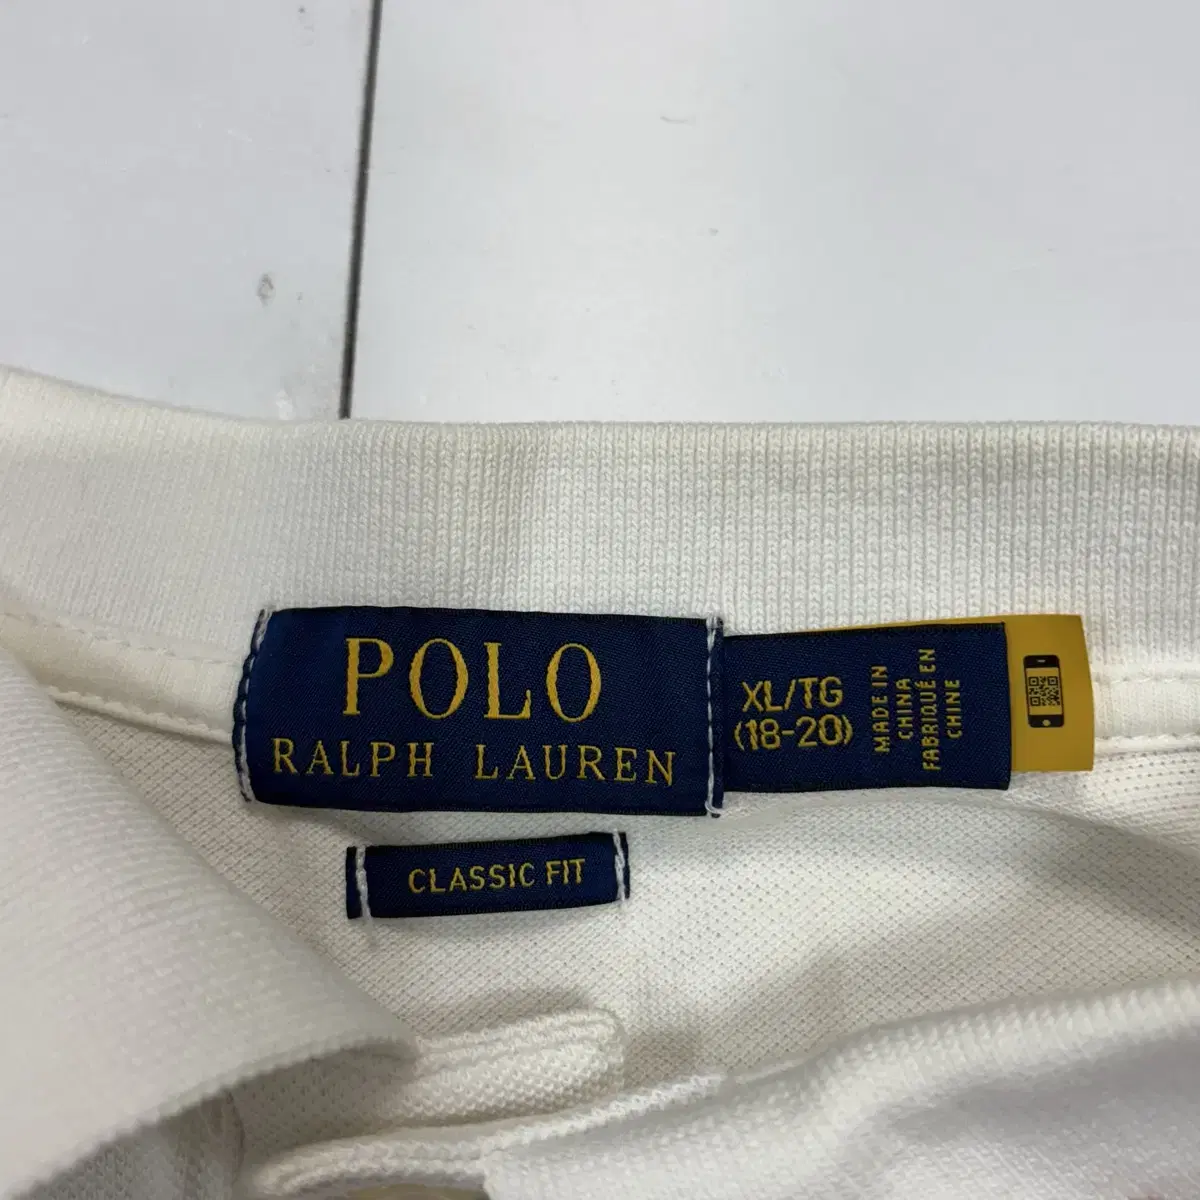 POLO
RALPH LAUREN
XL/TG
(18-20)
MADE IN
CHINA
FABRIQUÉ EN
CHINE
CLASSIC FIT